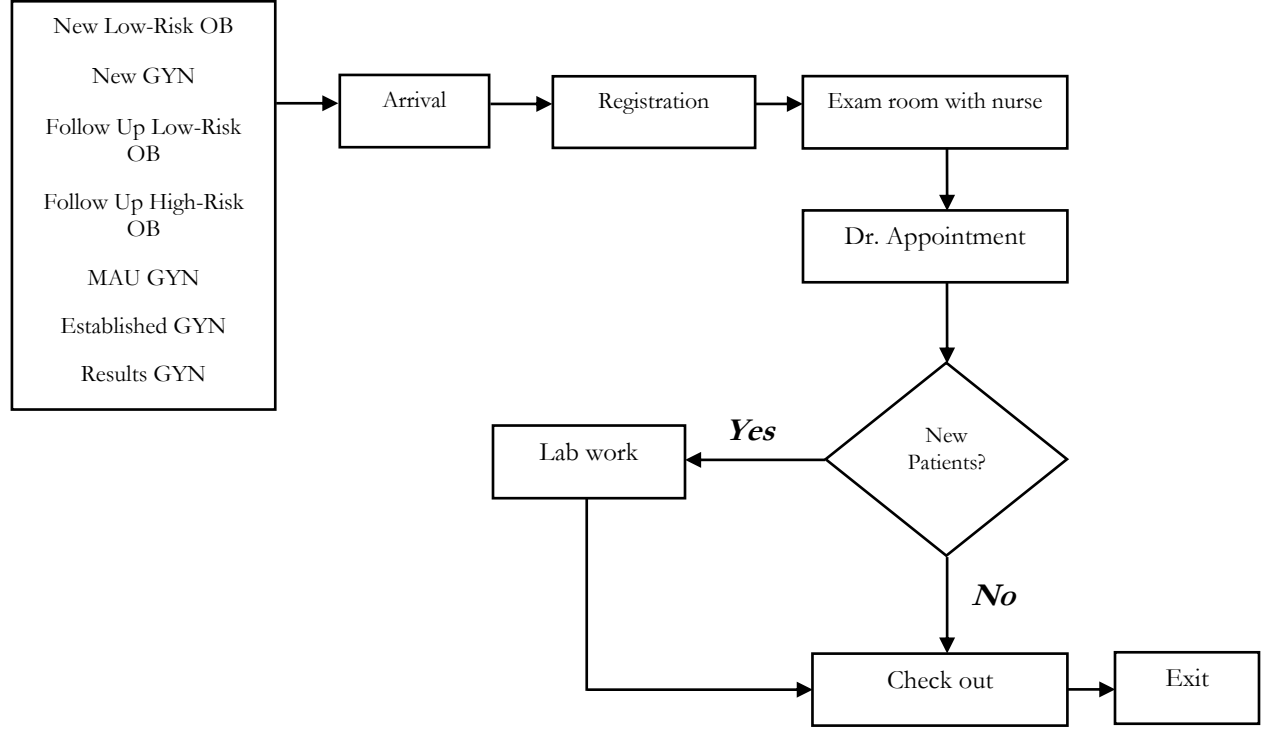 New Low-Risk OB
New GYN
Follow Up Low-Risk
OB
Follow Up High-Risk
OB
MAU GYN
Established GYN
Results GYN
Arrival
Registration
Exam room with nurse
Dr. Appointment
New
Patients?
Yes
Lab work
No
Check out
Exit